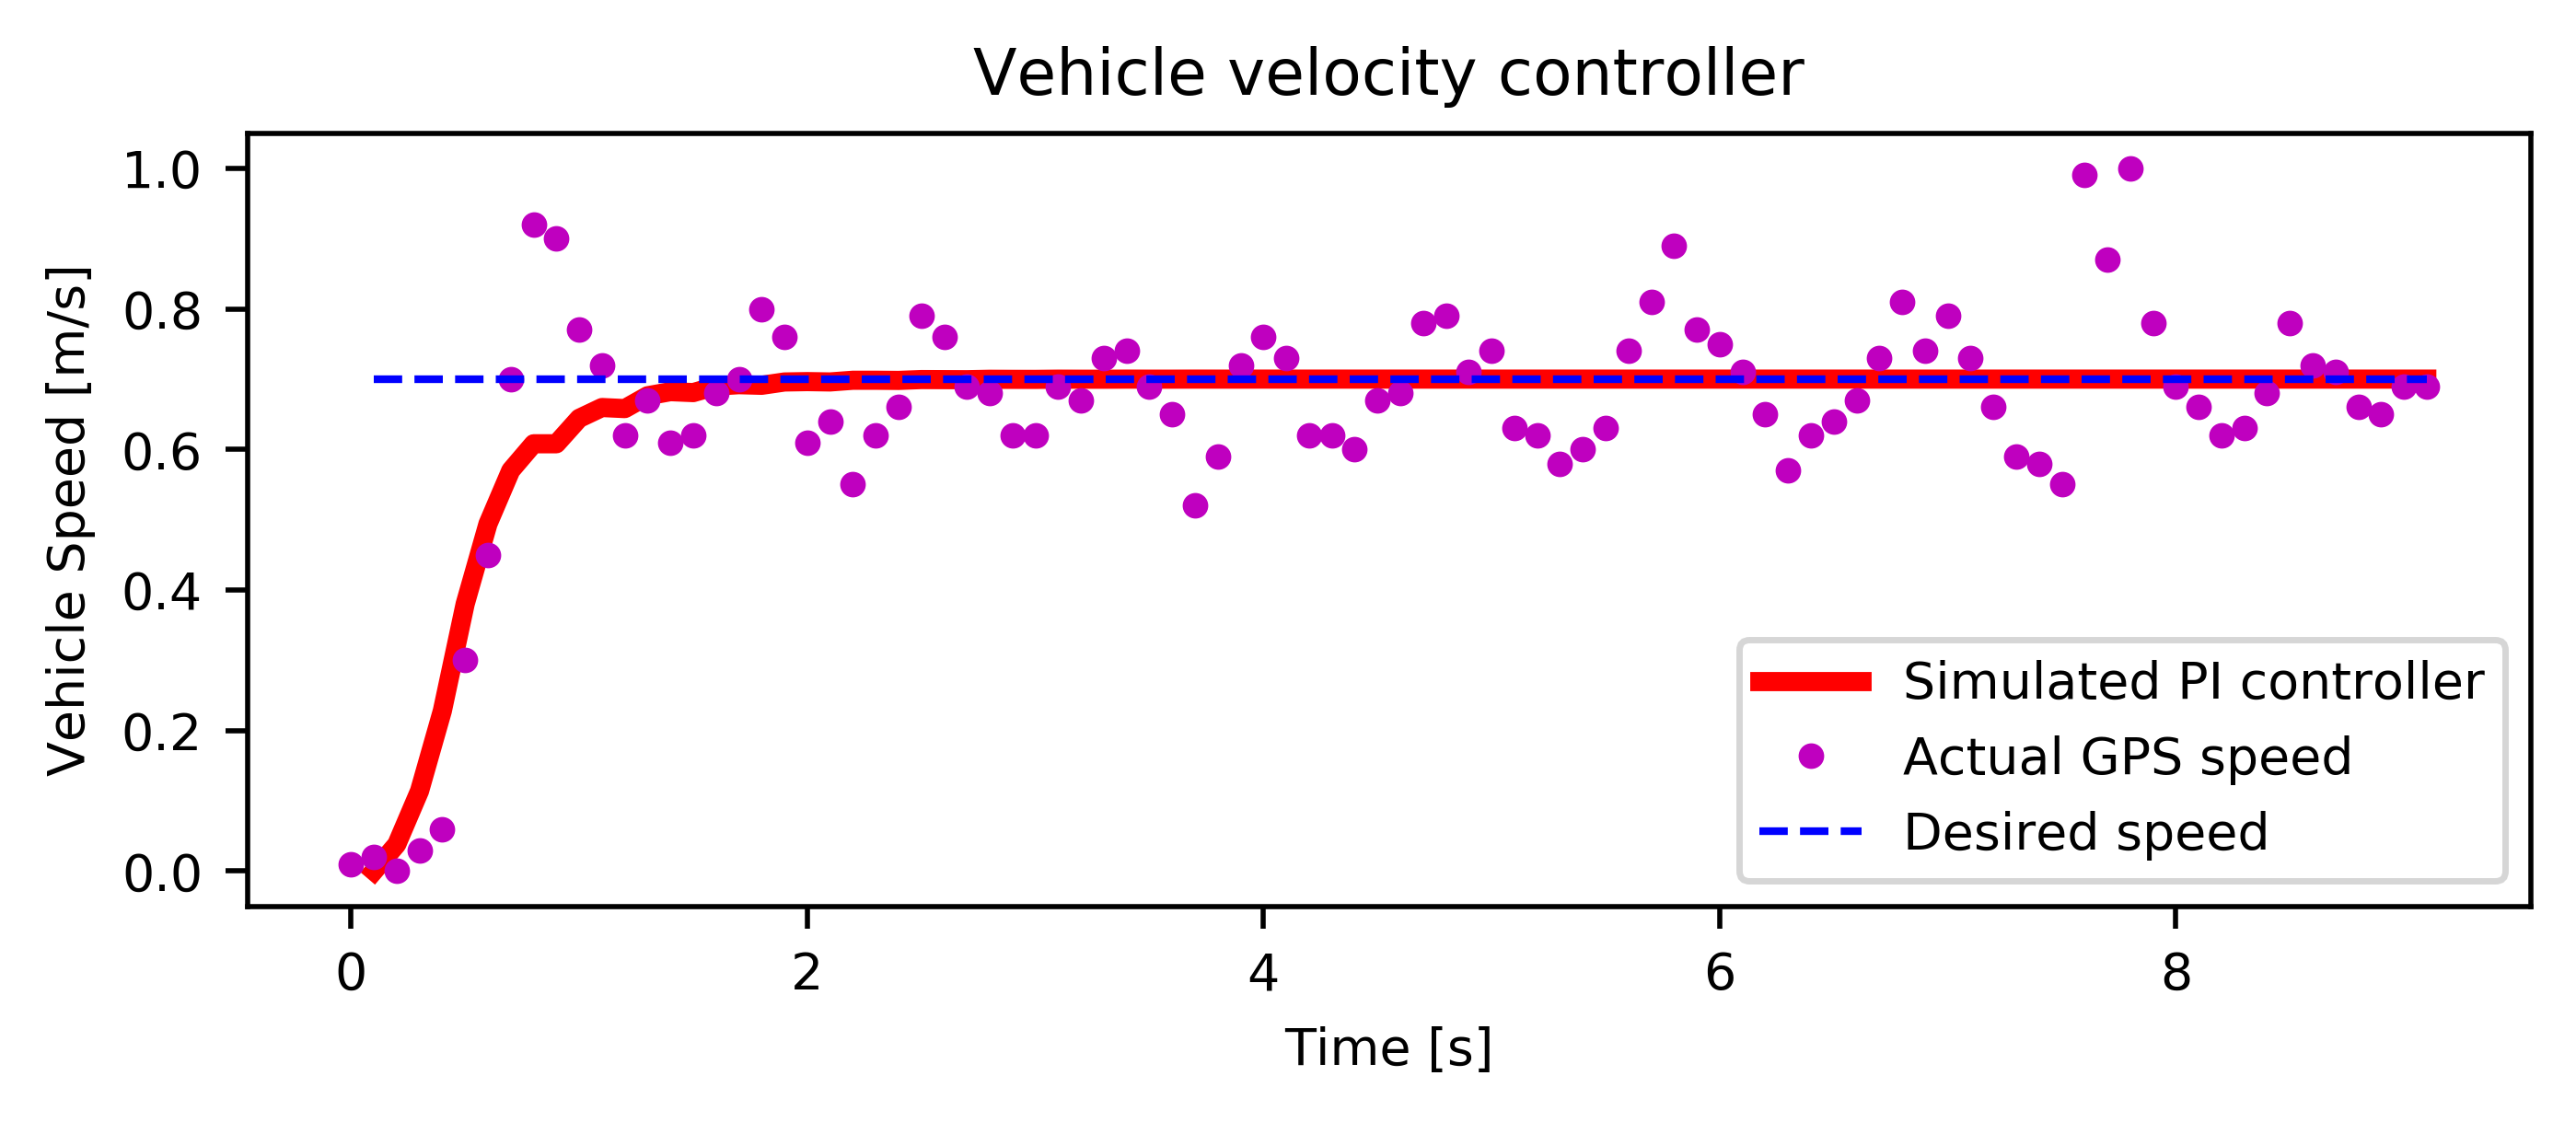 Vehicle velocity controller
Vehicle Speed [m/s]
1.0
0.8
0.6
0.4
0.2
0.0
Simulated PI controller
Actual GPS speed
Desired speed
0 2 4 6 8
Time [s]